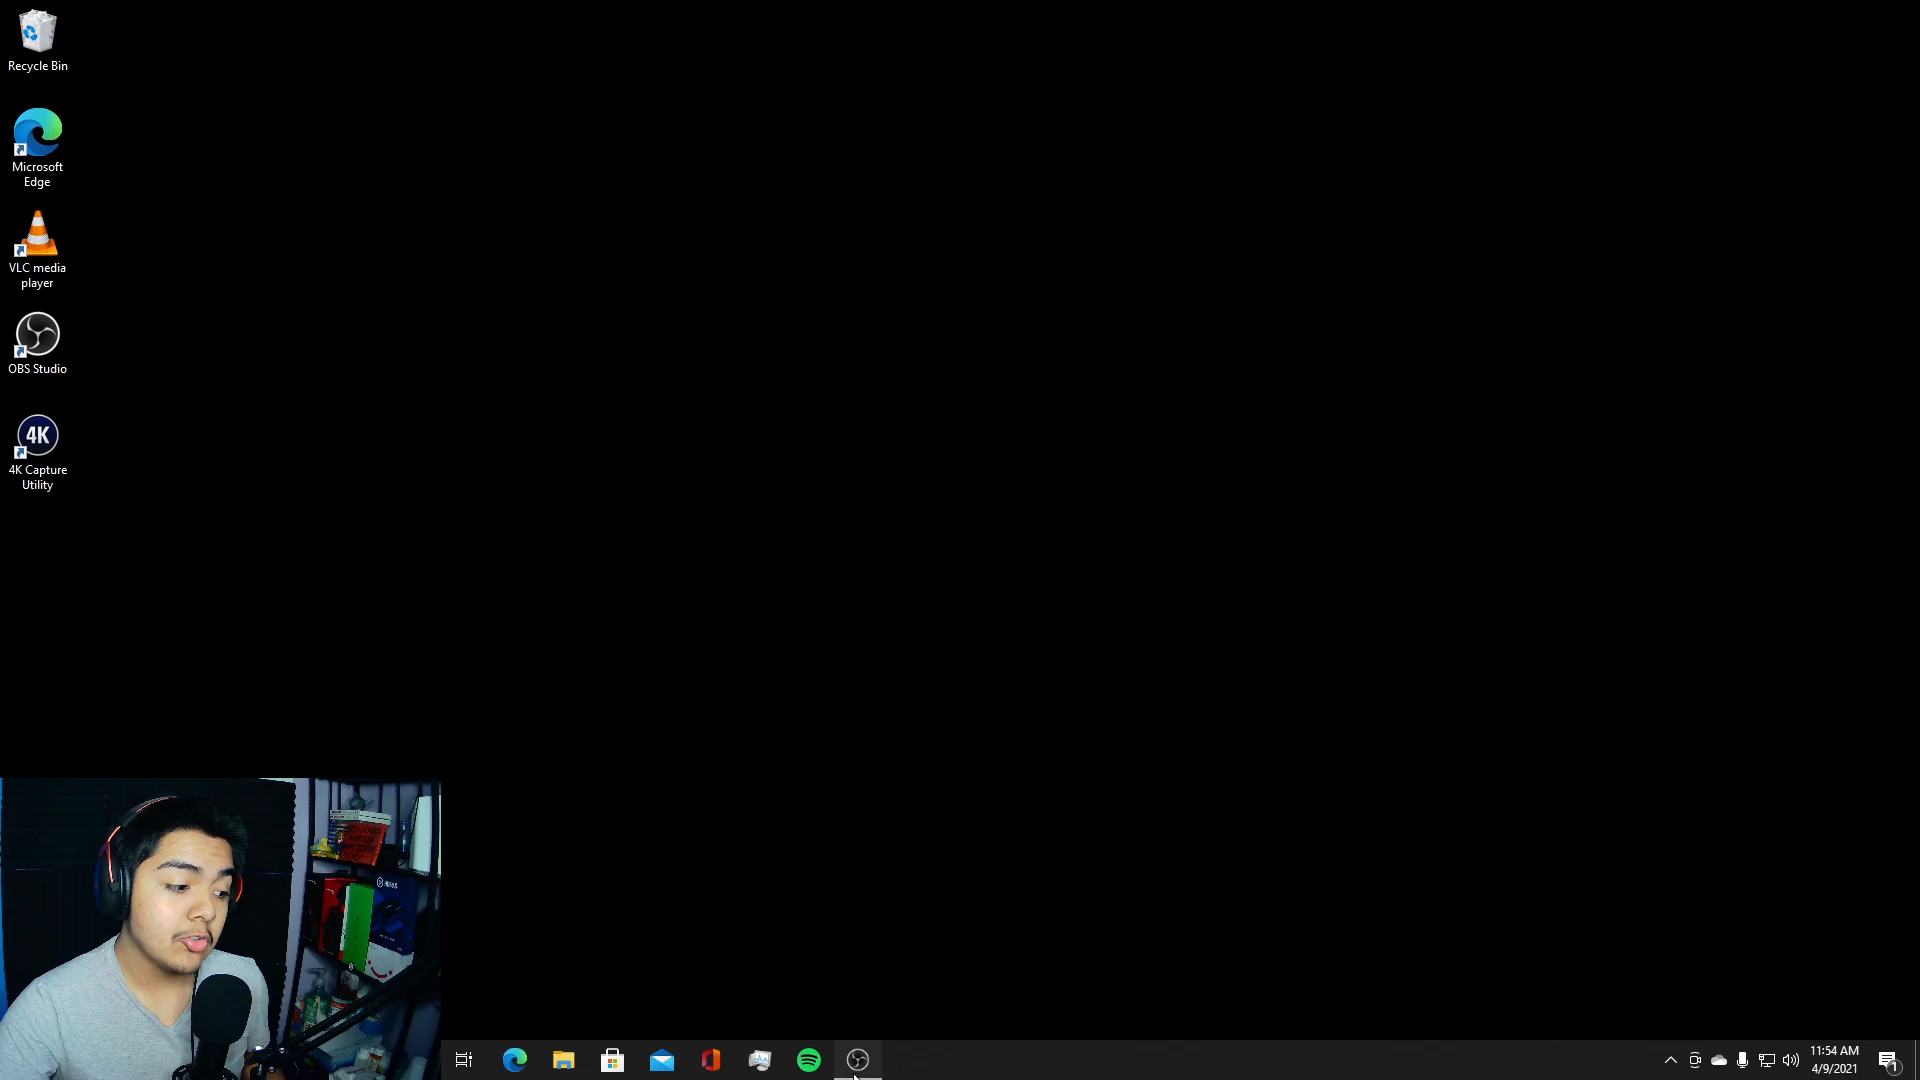 Recycle Bin
Microsoft
Edge
VLC media
player
OBS Studio
4K
4K Capture
Utility
11:54 AM
4/9/2021
1